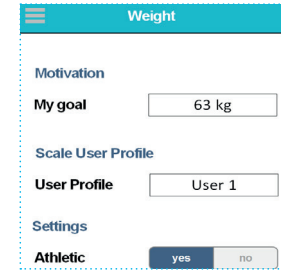 Weight
Motivation
My goal 63 kg
Scale User Profile
User Profile User 1
Settings
Athletic yes no